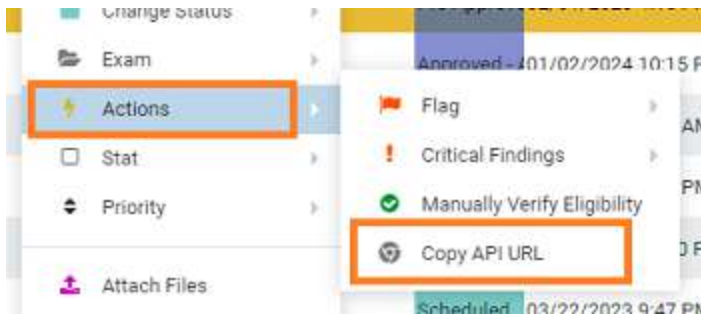 Change Status
Exam
Approved - 01/02/2024 10:15 P
Actions
Flag
Stat
Critical Findings
Priority
Manually Verify Eligibility
Copy API URL
Attach Files
Scheduled 03/22/2023 9:47 PM